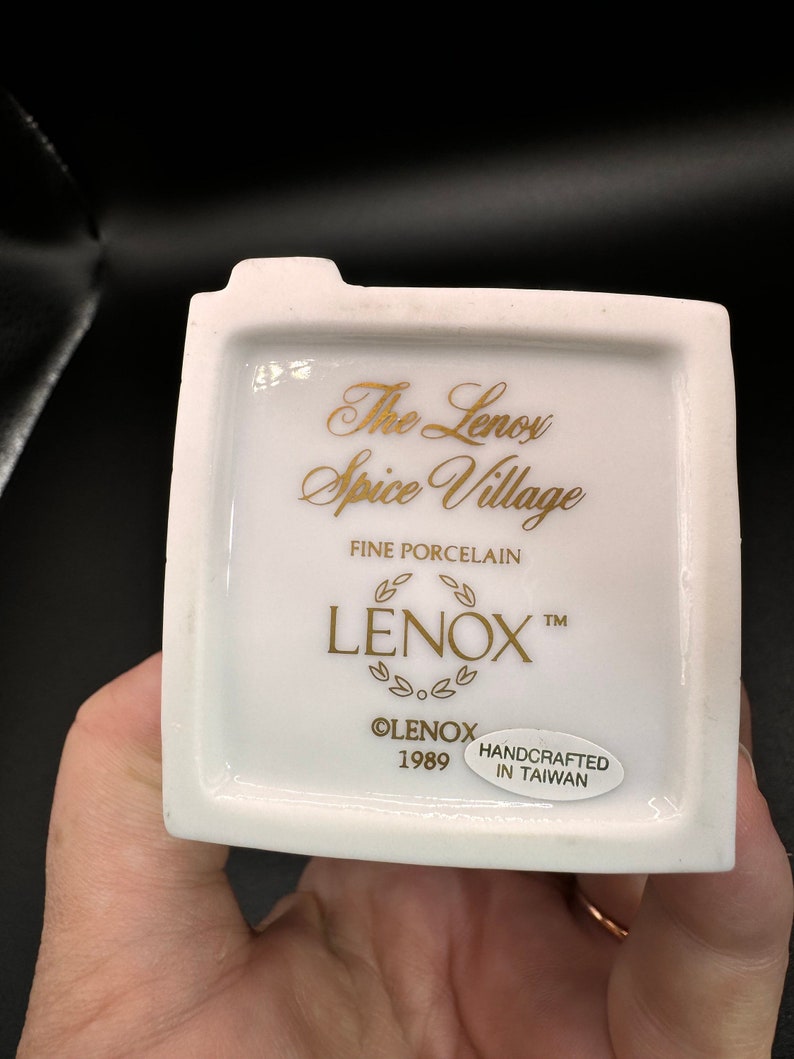 The Lenox
Spice Village
FINE PORCELAIN
LENOX™
©LENOX
1989
HANDCRAFTED
IN TAIWAN